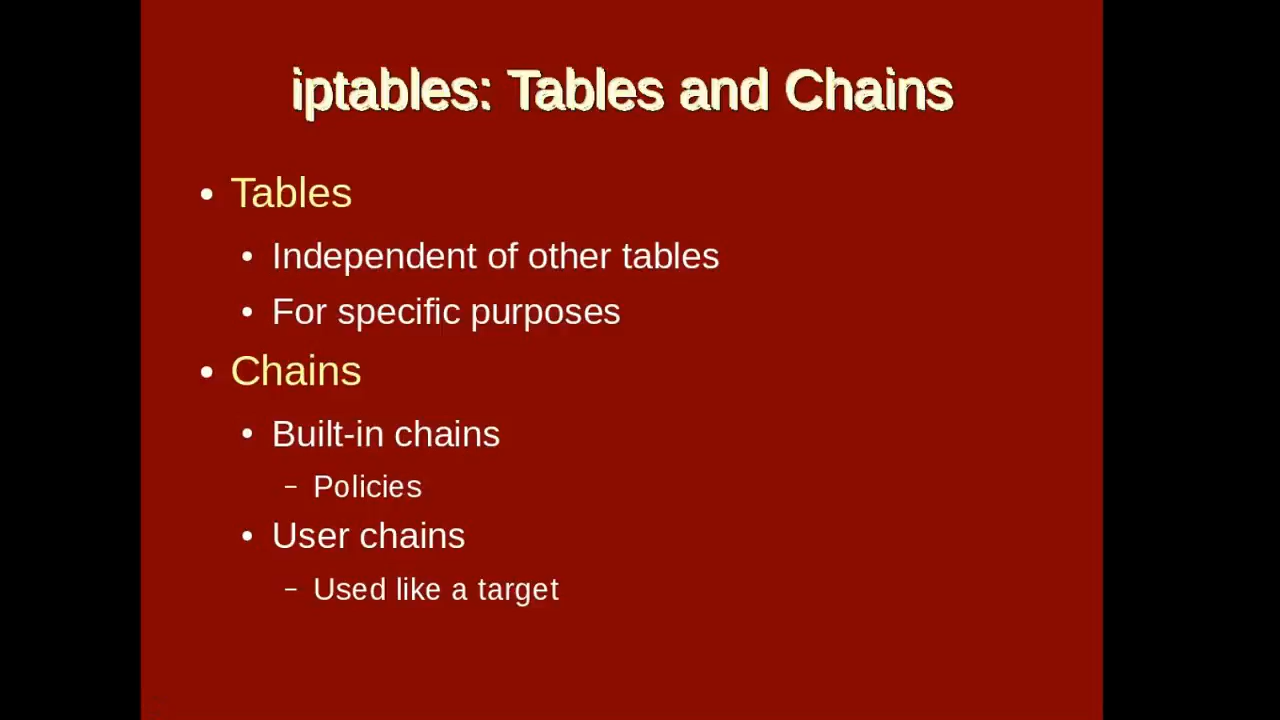 iptables: Tables and Chains
• Tables
• Independent of other tables
• For specific purposes
• Chains
• Built-in chains
– Policies
• User chains
– Used like a target